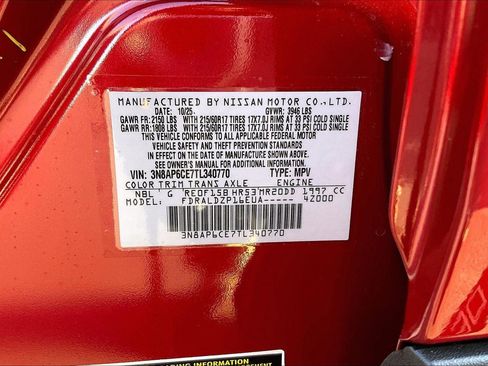 MANUFACTURED BY NISSAN MOTOR CO., LTD.
DATE: 10/25 GVWR: 3946 LBS
GAWR FR: 2150 LBS WITH 215/60R17 TIRES 17X7.0J RIMS AT 33 PSI COLD SINGLE
GAWR RR: 1808 LBS WITH 215/60R17 TIRES 17X7.0J RIMS AT 33 PSI COLD SINGLE
THIS VEHICLE CONFORMS TO ALL APPLICABLE FEDERAL MOTOR
VEHICLE SAFETY AND THEFT PREVENTION STANDARDS
IN EFFECT ON THE DATE OF MANUFACTURE SHOWN ABOVE.
SEE OWNER'S MANUAL FOR ADDITIONAL INFORMATION
VIN: 3N8AP6CE7TL340770 TYPE: MPV
COLOR TRIM TRANS AXLE ENGINE
NBL G RE0F15B HR53 MR20DD 1997 CC
MODEL: FDRALDZP16EUA----- 4Z000
3N8AP6CE7TL340770
LOADING INFORMATION